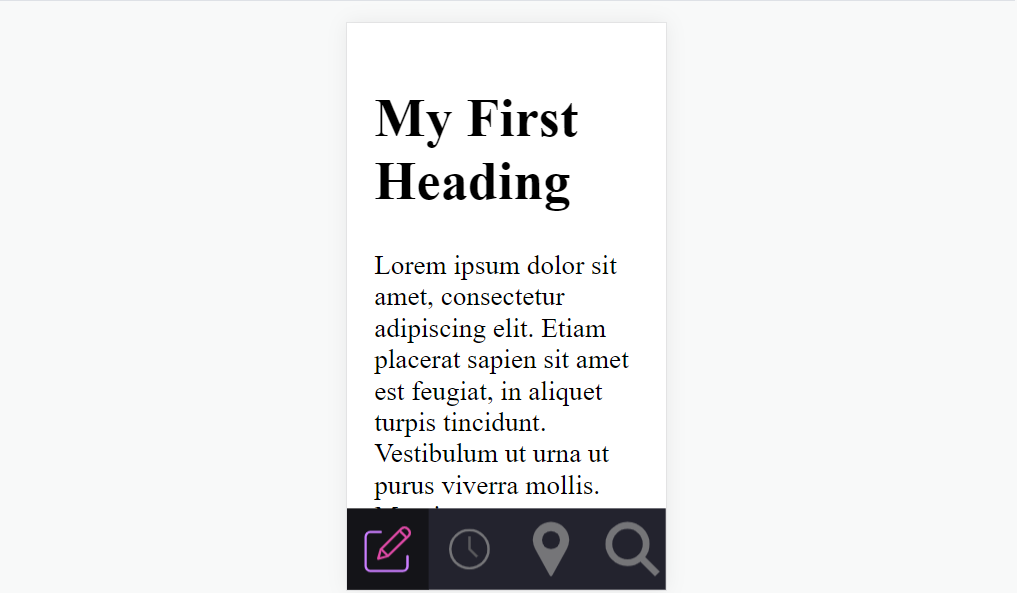 My First
Heading
Lorem ipsum dolor sit
amet, consectetur
adipiscing elit. Etiam
placerat sapien sit amet
est feugiat, in aliquet
turpis tincidunt.
Vestibulum ut urna ut
purus viverra mollis.